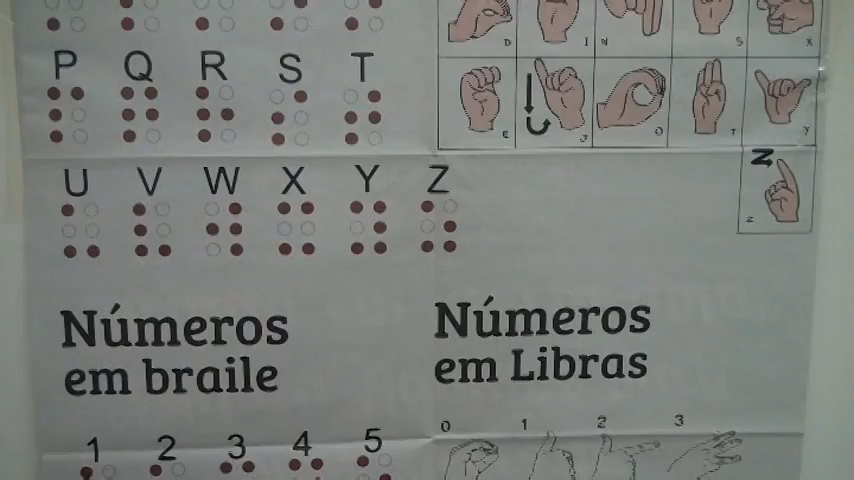 P Q R S T
U V W X Y Z
D I N S X
E J O T Y
Z
Números
em braile
1 2 3 4 5
Números
em Libras
0 1 2 3